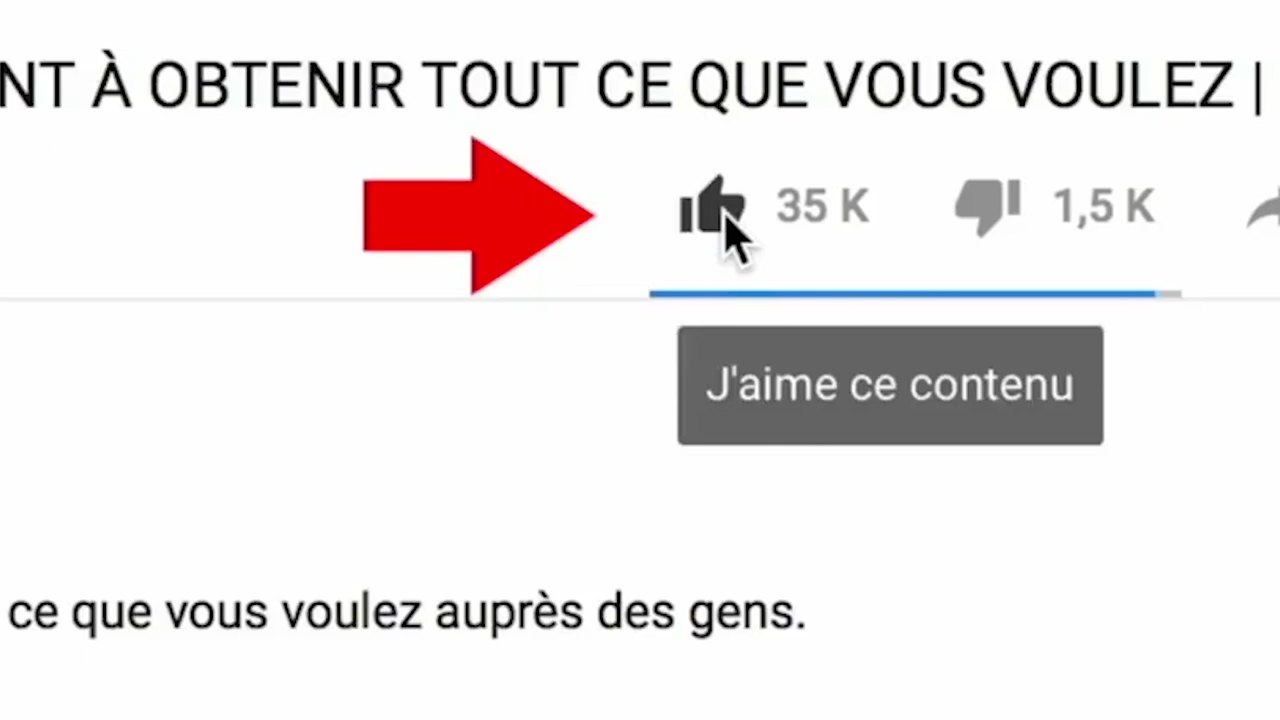 NT À OBTENIR TOUT CE QUE VOUS VOULEZ |
35 K 1,5 K
J'aime ce contenu
ce que vous voulez auprès des gens.